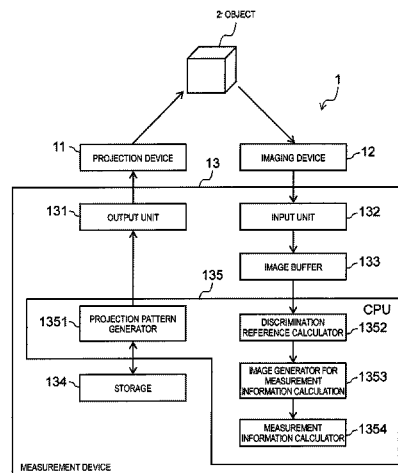 2: OBJECT
1
11
PROJECTION DEVICE
IMAGING DEVICE
12
13
131
OUTPUT UNIT
INPUT UNIT
132
IMAGE BUFFER
133
135
CPU
1351
PROJECTION PATTERN
GENERATOR
DISCRIMINATION
REFERENCE CALCULATOR
1352
134
STORAGE
IMAGE GENERATOR FOR
MEASUREMENT
INFORMATION CALCULATION
1353
MEASUREMENT
INFORMATION CALCULATOR
1354
MEASUREMENT DEVICE